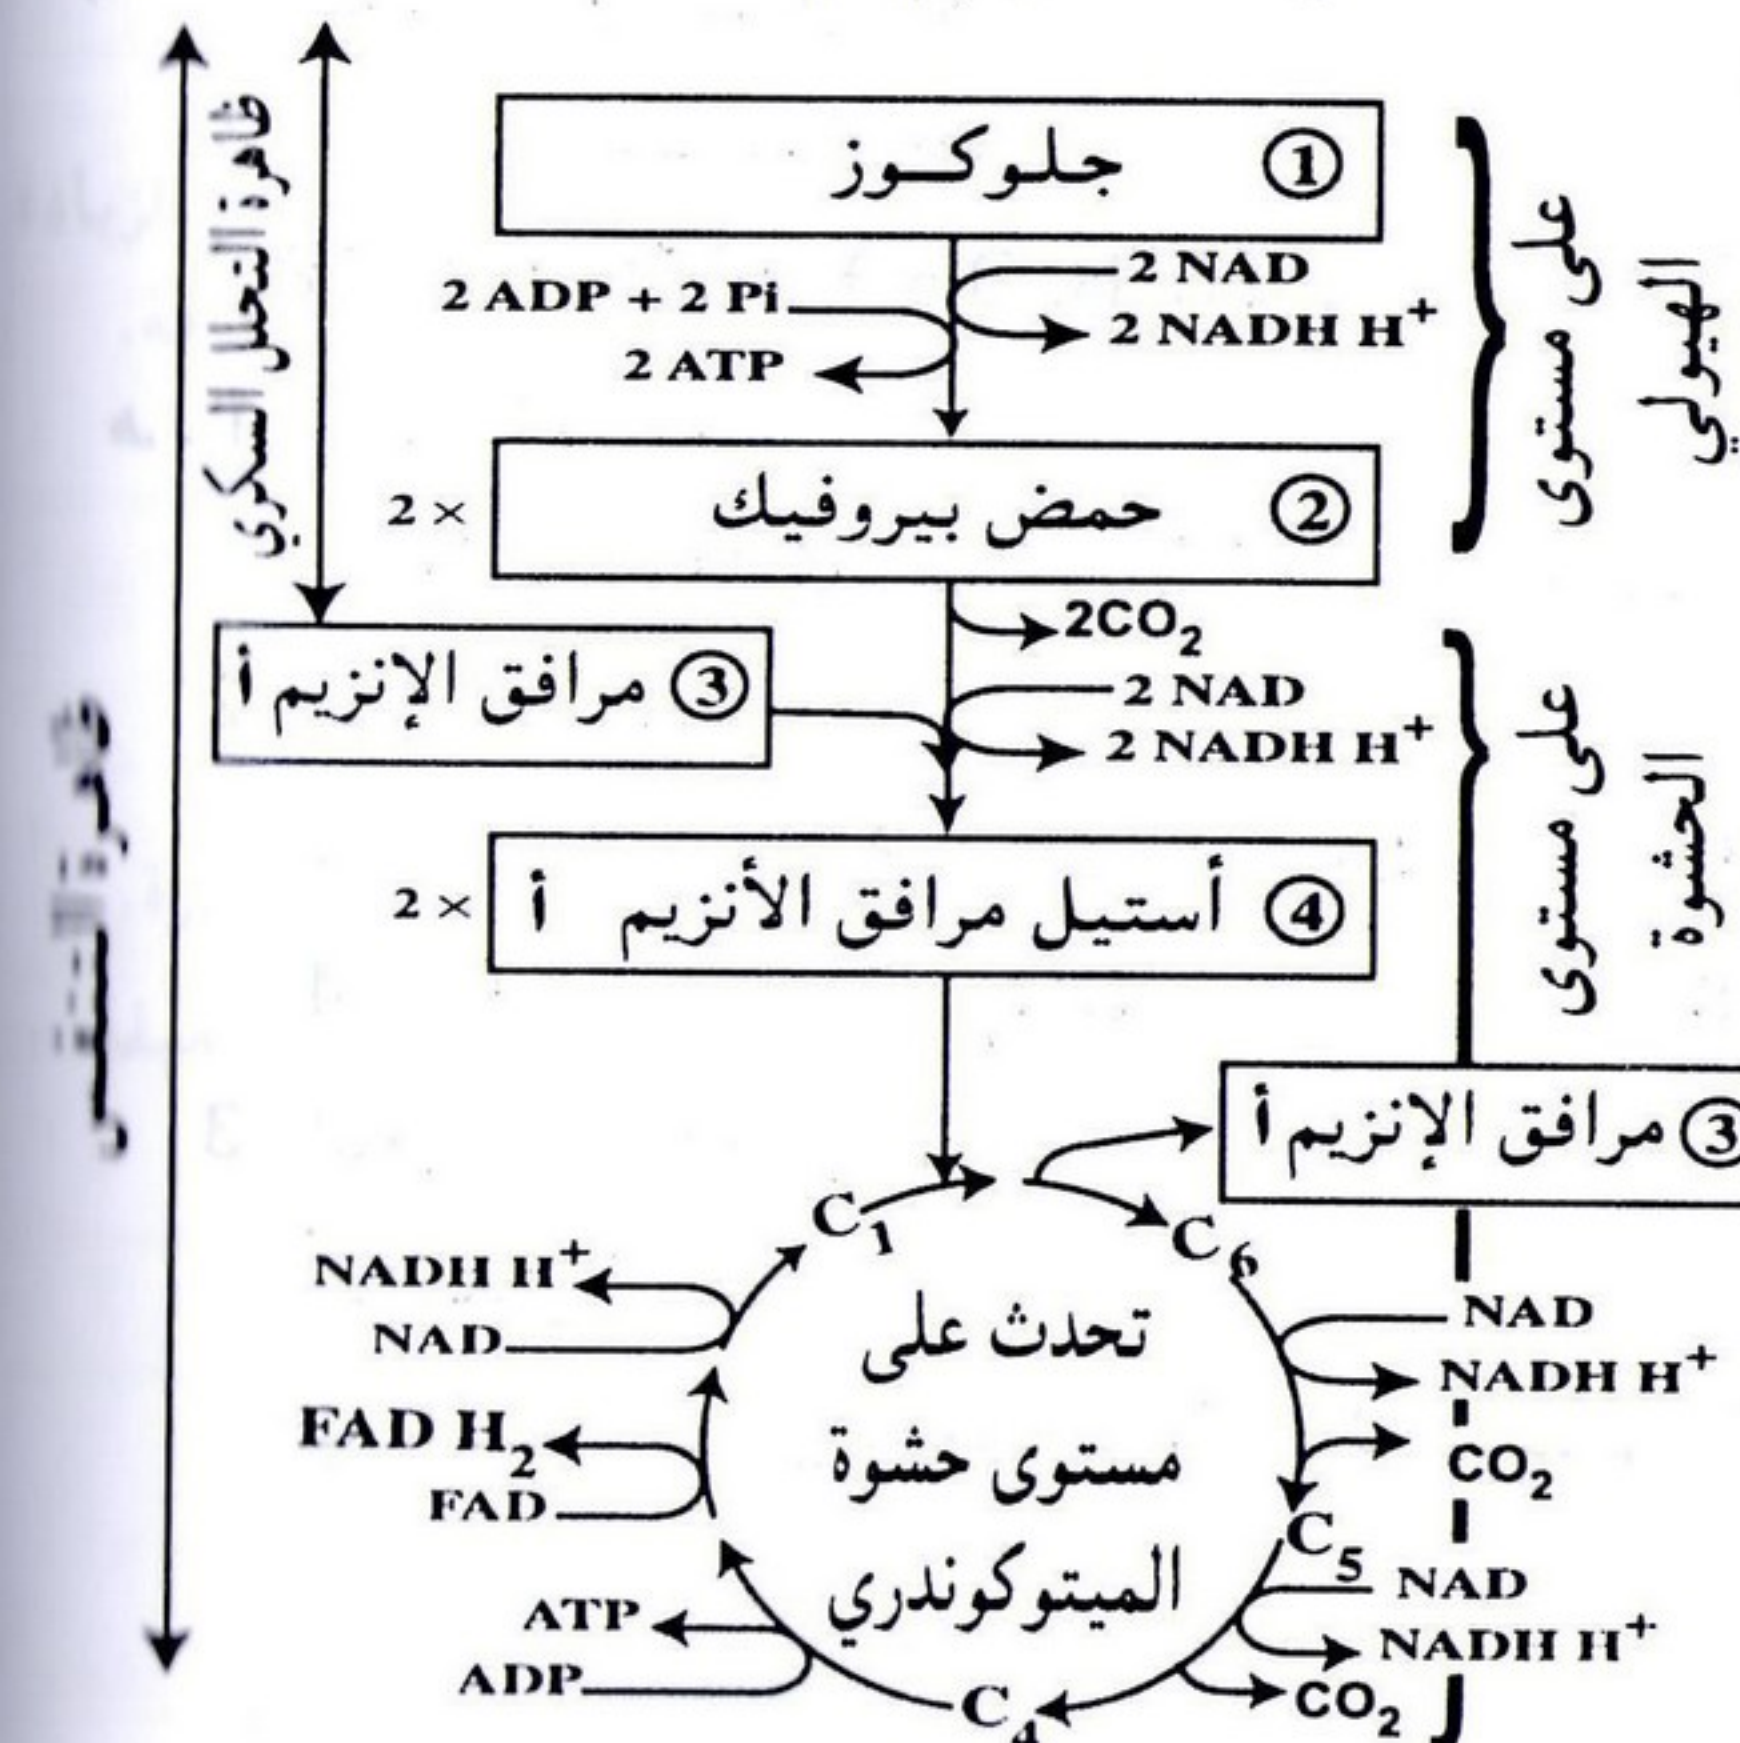 ظاهرة التحلل السكري
① جلوكوز
على مستوى
الهيولي
2 NAD
2 ADP + 2 Pi
2 NADH H+
2 ATP
2 × ② حمض بيروفيك
2CO2
③ مرافق الإنزيم أ
2 NAD
2 NADH H+
على مستوى
الحشوة
2 × ④ أستيل مرافق الأنزيم أ
③ مرافق الإنزيم أ
C1
C6
NADH H+
NAD
NAD
NADH H+
تحدث على
مستوى حشوة
الميتوكوندري
FAD H2
FAD
CO2
C5
NAD
NADH H+
ATP
ADP
CO2
C4